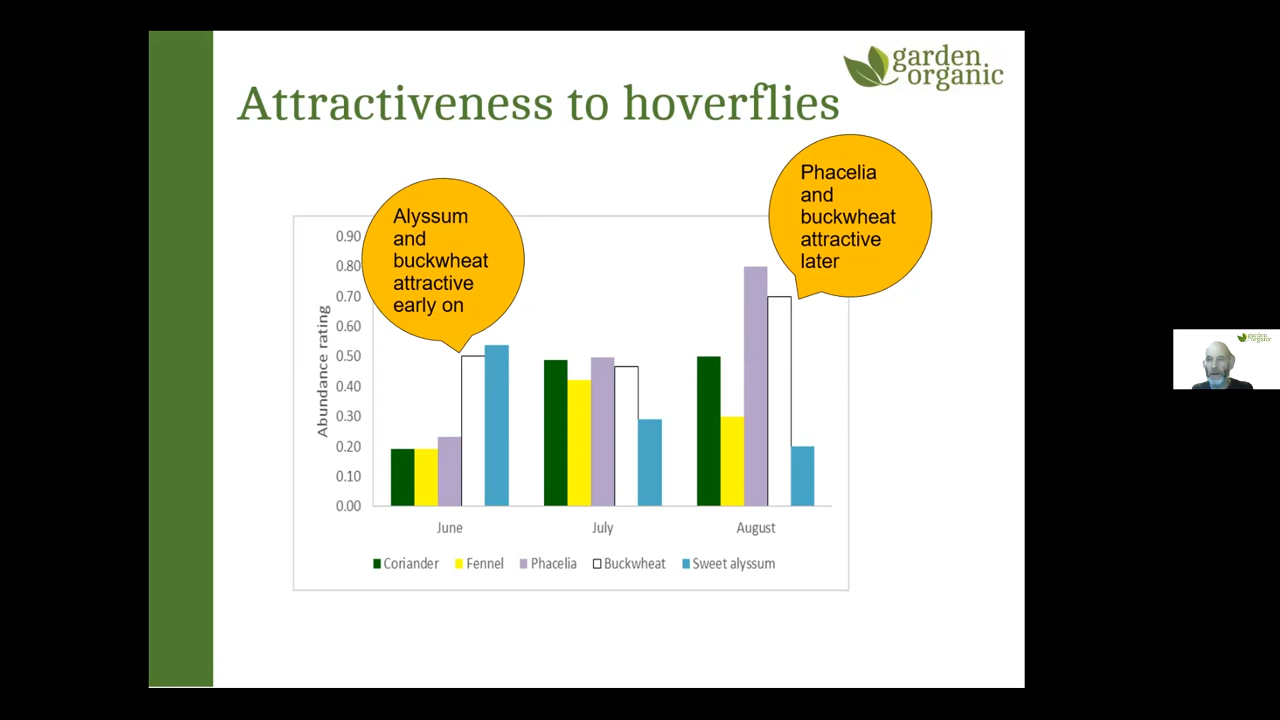 garden
organic
Attractiveness to hoverflies
Phacelia
and
buckwheat
attractive
later
Alyssum
and
buckwheat
attractive
early on
0.90
0.80
0.70
0.60
0.50
0.40
0.30
0.20
0.10
0.00
Abundance rating
June July August
Coriander Fennel Phacelia Buckwheat Sweet alyssum
garden
organic